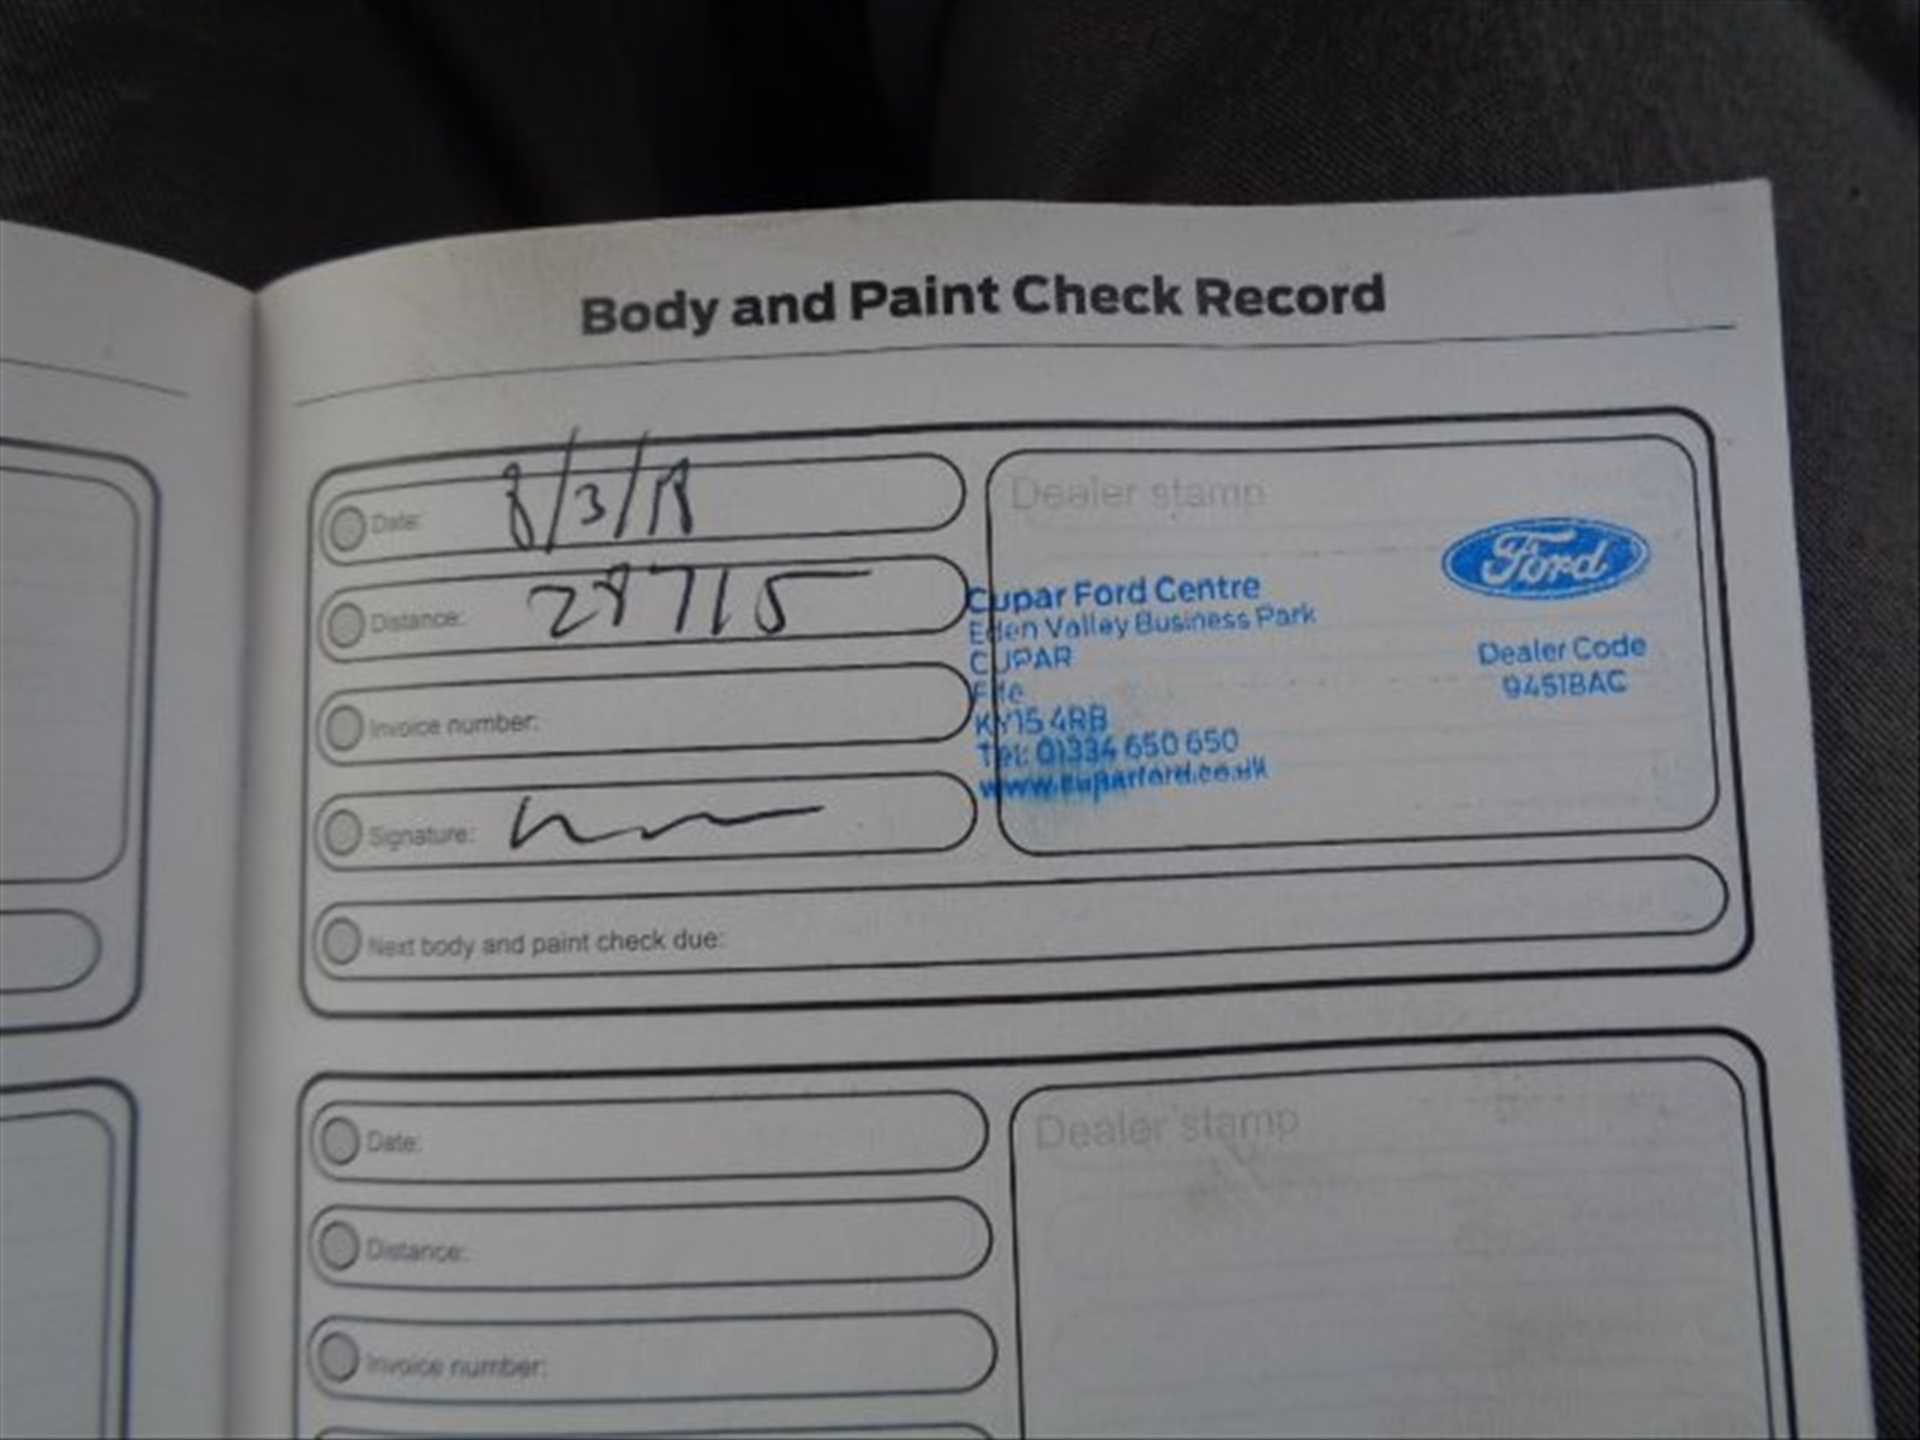 Body and Paint Check Record
Date: 8/3/18
Distance: 28715
Invoice number:
Signature:
Next body and paint check due:
Dealer stamp
Ford
Cupar Ford Centre
Eden Valley Business Park
CUPAR
Fife
KY15 4RB
Tel: 01334 650 650
www.cuparford.co.uk
Dealer Code
9451BAC
Date:
Distance:
Invoice number:
Dealer stamp